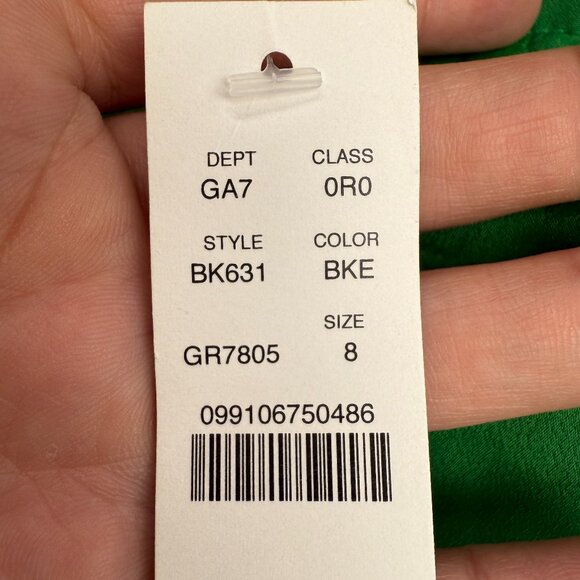 DEPT CLASS
GA7 0R0
STYLE COLOR
BK631 BKE
SIZE
GR7805 8
099106750486